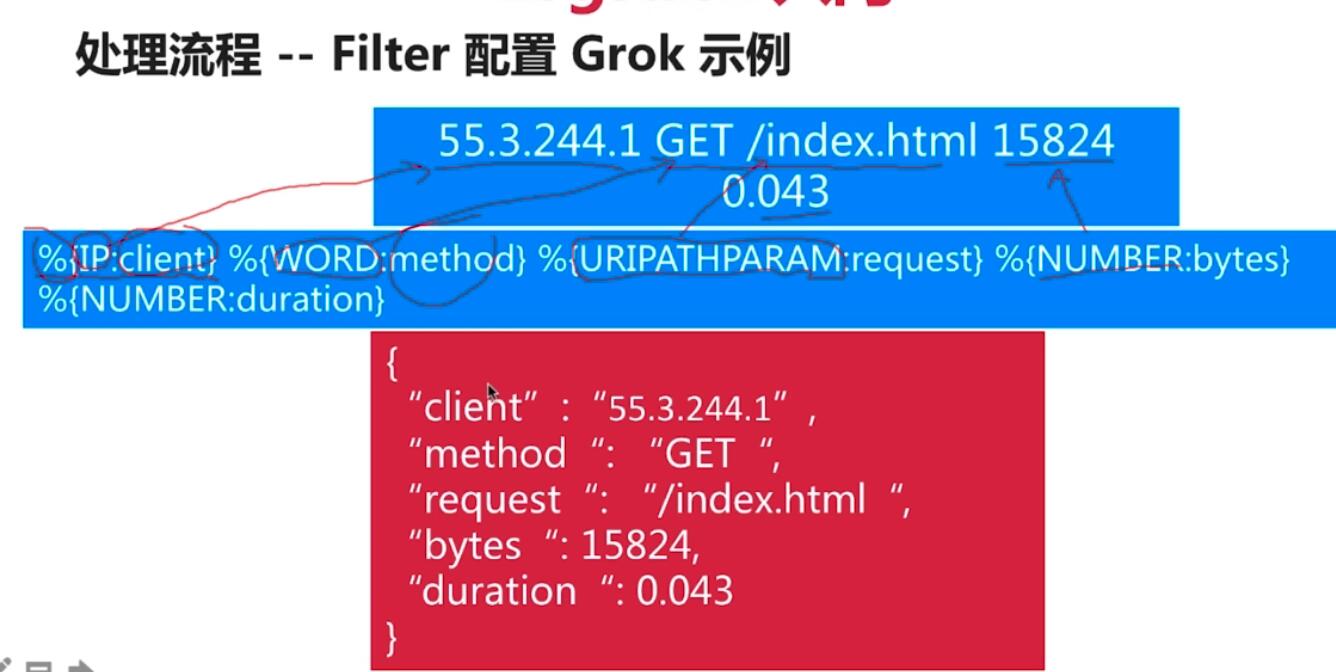 处理流程 -- Filter 配置 Grok 示例
55.3.244.1 GET /index.html 15824
0.043
%{IP:client} %{WORD:method} %{URIPATHPARAM:request} %{NUMBER:bytes}
%{NUMBER:duration}
{
“client” : “55.3.244.1” ,
“method “: “GET “,
“request “: “/index.html “,
“bytes “: 15824,
“duration “: 0.043
}